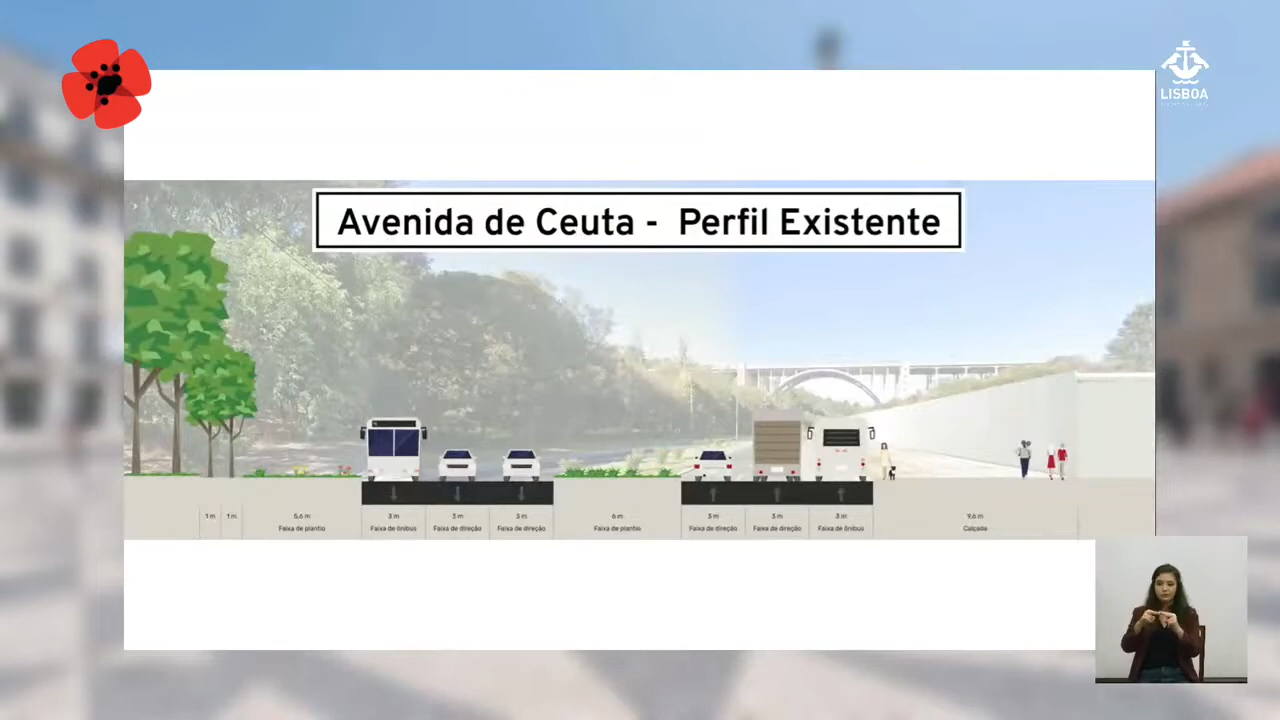 LISBOA
Avenida de Ceuta - Perfil Existente
1 m
1 m
5,6 m
Faixa de plantio
3 m
Faixa de ônibus
3 m
Faixa de direção
3 m
Faixa de direção
6 m
Faixa de plantio
3 m
Faixa de direção
3 m
Faixa de direção
3 m
Faixa de ônibus
9,6 m
Calçada